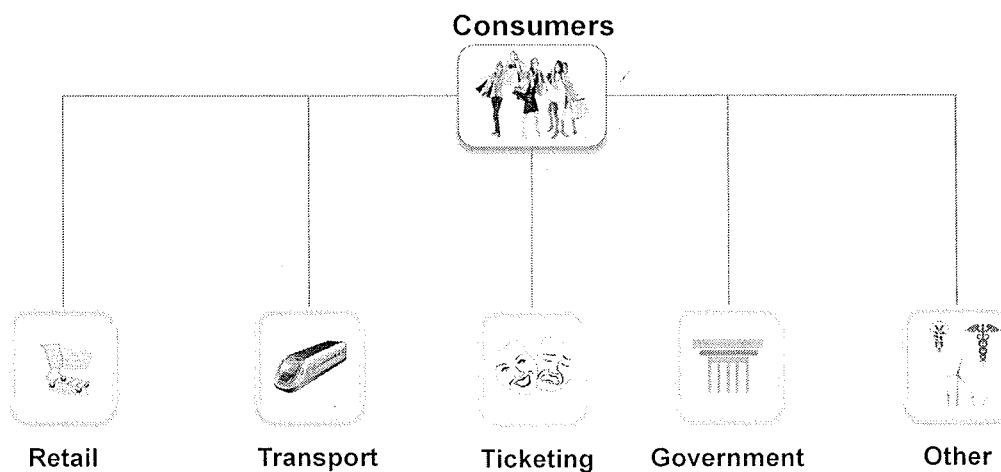 Consumers
Retail
Transport
Ticketing
Government
Other